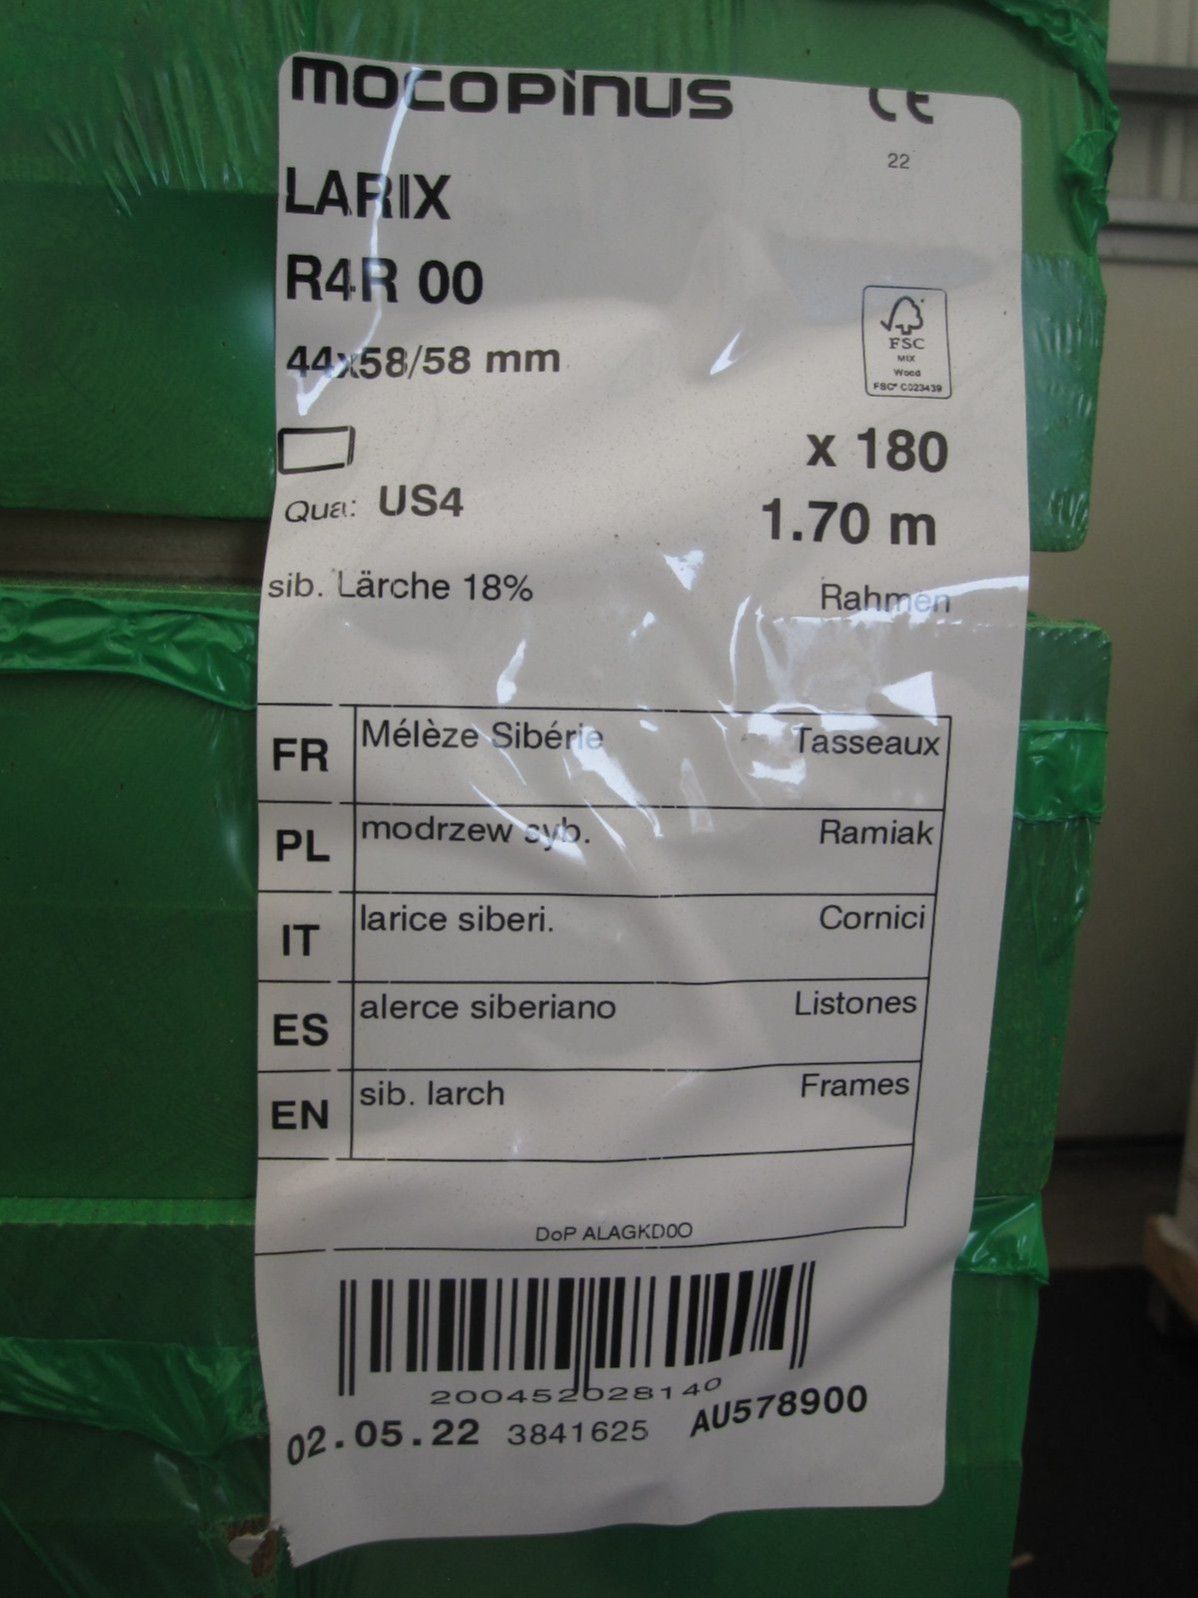 mocopinus CE
22
LARIX
R4R 00
44x58/58 mm
FSC
MIX
Wood
FSC® C023439
x 180
Qual: US4
1.70 m
sib. Lärche 18% Rahmen
FR Mélèze Sibérie Tasseaux
PL modrzew syb. Ramiak
IT larice siberi. Cornici
ES alerce siberiano Listones
EN sib. larch Frames
DoP ALAGKD0O
200452028140
02.05.22 3841625 AU578900